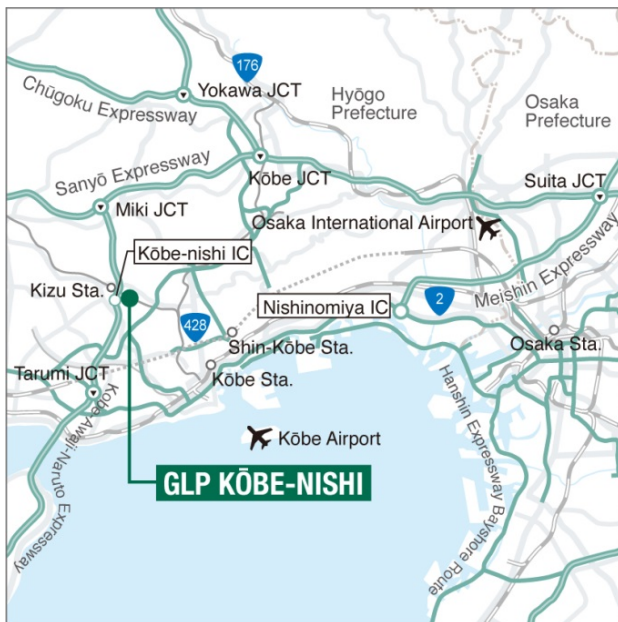 176
Yokawa JCT
Chūgoku Expressway
Hyōgo
Prefecture
Osaka
Prefecture
Sanyō Expressway
Kōbe JCT
Suita JCT
Miki JCT
Osaka International Airport
Kōbe-nishi IC
Meishin Expressway
Kizu Sta.
Nishinomiya IC
2
428
Shin-Kōbe Sta.
Osaka Sta.
Tarumi JCT
Kōbe Sta.
Kobe-Awaji-Naruto Expressway
Hanshin Expressway Bayshore Route
Kōbe Airport
GLP KŌBE-NISHI